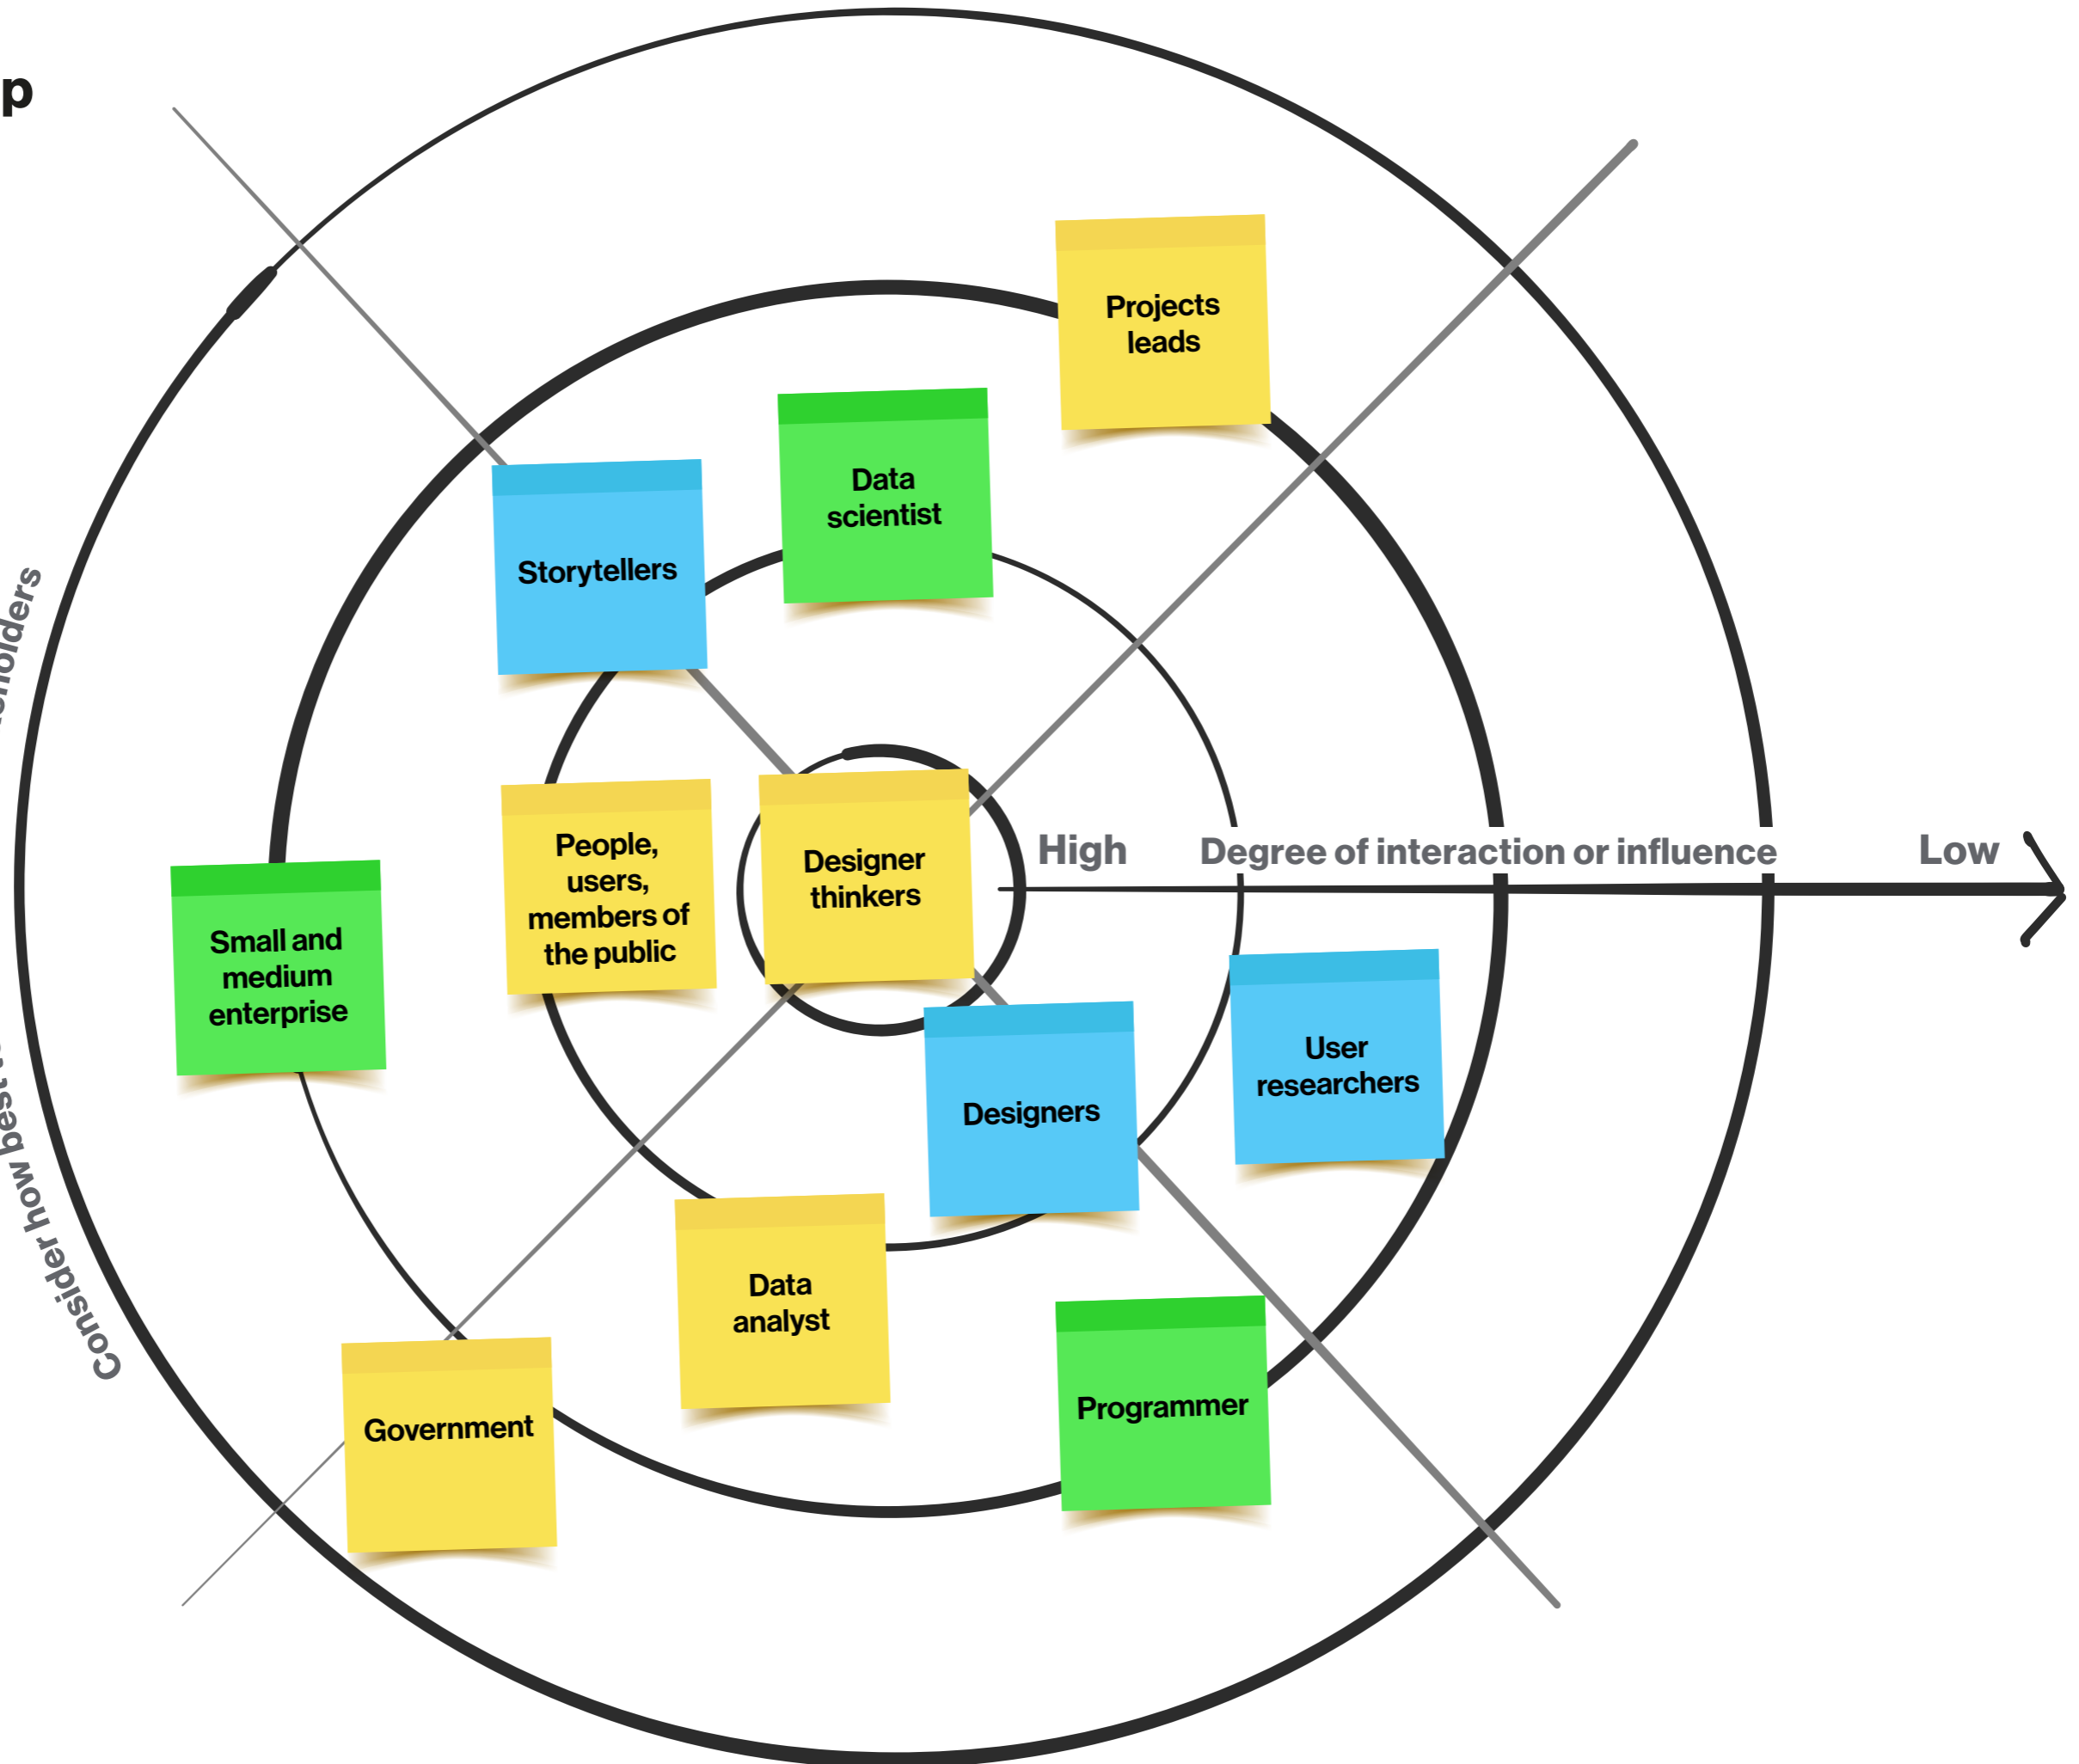 p
Projects
leads
Data
scientist
Storytellers
People,
users,
members of
the public
Designer
thinkers
High
Degree of interaction or influence
Low
Small and
medium
enterprise
User
researchers
Designers
Data
analyst
Programmer
Government
Consider how best